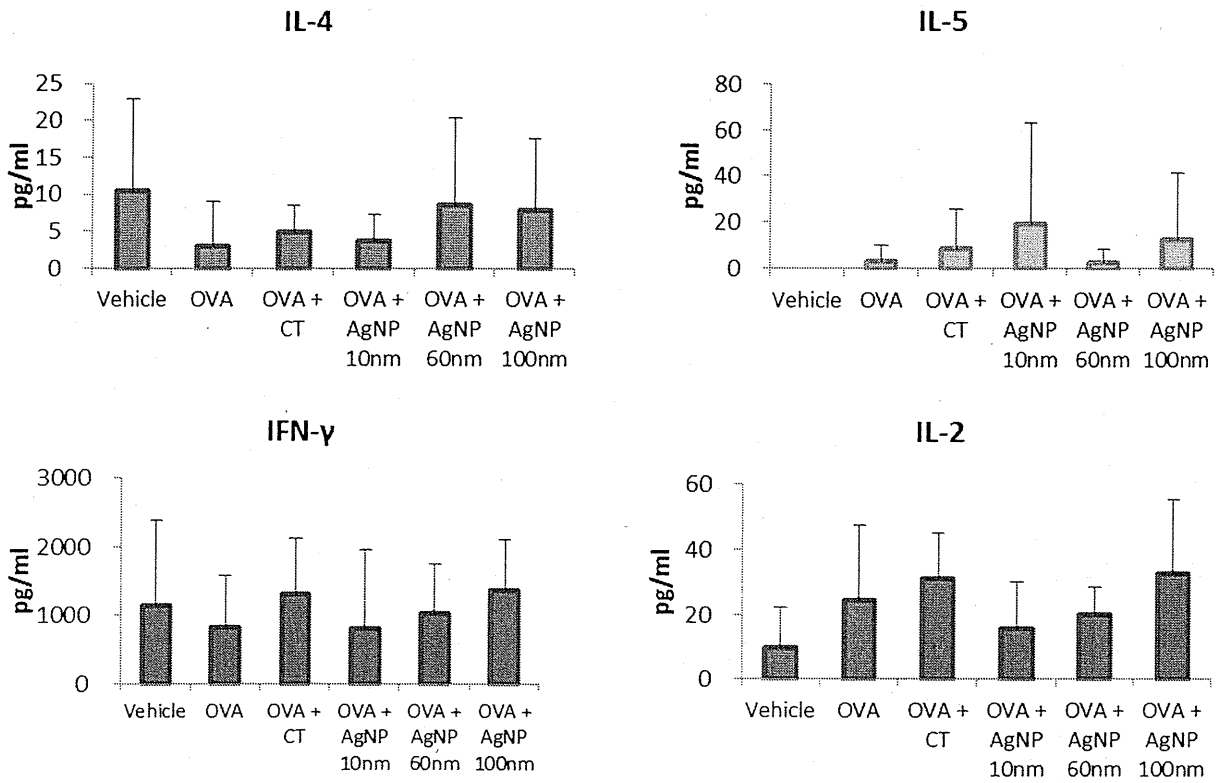 IL-4
25
20
15
10
5
0
pg/ml
Vehicle OVA OVA + OVA + OVA + OVA +
CT AgNP AgNP AgNP
10nm 60nm 100nm
IL-5
80
60
40
20
0
pg/ml
Vehicle OVA OVA + OVA + OVA + OVA +
CT AgNP AgNP AgNP
10nm 60nm 100nm
IFN-γ
3000
2000
1000
0
pg/ml
Vehicle OVA OVA + OVA + OVA + OVA +
CT AgNP AgNP AgNP
10nm 60nm 100nm
IL-2
60
40
20
0
pg/ml
Vehicle OVA OVA + OVA + OVA + OVA +
CT AgNP AgNP AgNP
10nm 60nm 100nm